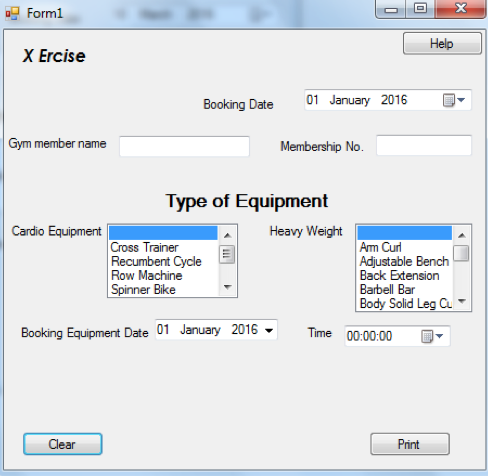 Form1
Help
X Ercise
Booking Date 01 January 2016
Gym member name
Membership No.
Type of Equipment
Cardio Equipment
Cross Trainer
Recumbent Cycle
Row Machine
Spinner Bike
Heavy Weight
Arm Curl
Adjustable Bench
Back Extension
Barbell Bar
Body Solid Leg Cu
Booking Equipment Date 01 January 2016
Time 00:00:00
Clear
Print